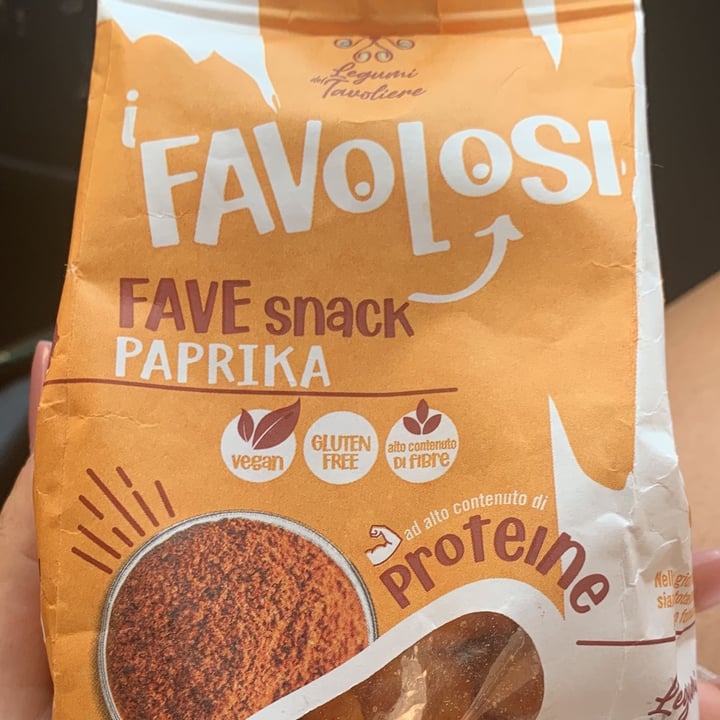 Legumi
del Tavoliere
i FAVOLOSI
FAVE snack
PAPRIKA
vegan
GLUTEN
FREE
alto contenuto
DI fIBRe
ad alto contenuto di
ProteINe